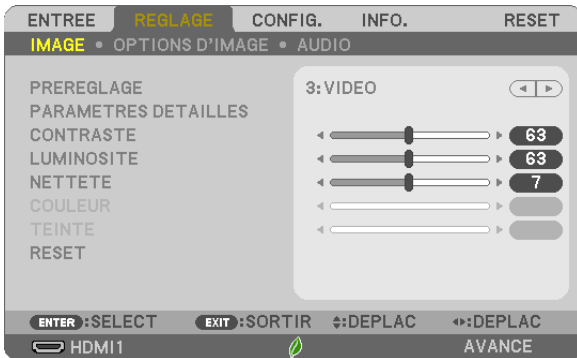 ENTREE REGLAGE CONFIG. INFO. RESET
IMAGE • OPTIONS D'IMAGE • AUDIO
PREREGLAGE 3:VIDEO
PARAMETRES DETAILLES
CONTRASTE 63
LUMINOSITE 63
NETTETE 7
COULEUR
TEINTE
RESET
ENTER :SELECT EXIT :SORTIR :DEPLAC :DEPLAC
HDMI1 AVANCE